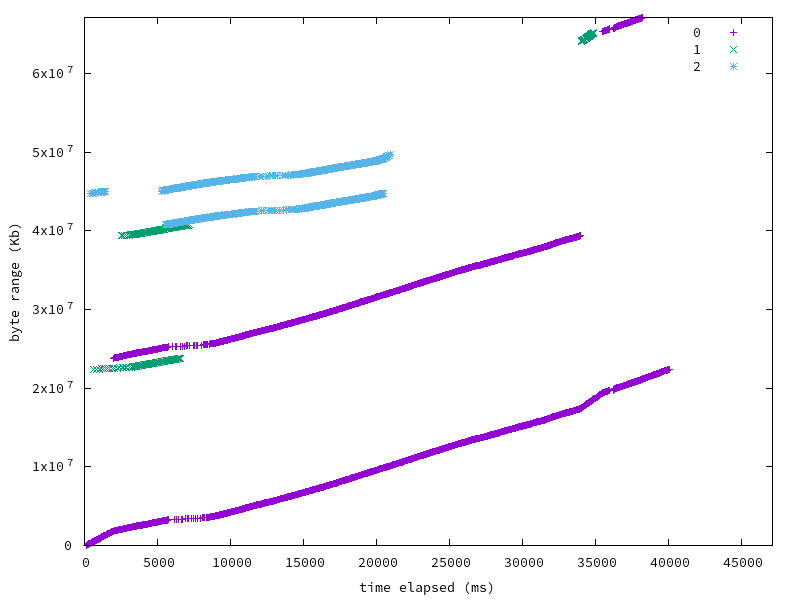 0
1
2
6x10^7
5x10^7
4x10^7
3x10^7
2x10^7
1x10^7
0
byte range (Kb)
0 5000 10000 15000 20000 25000 30000 35000 40000 45000
time elapsed (ms)